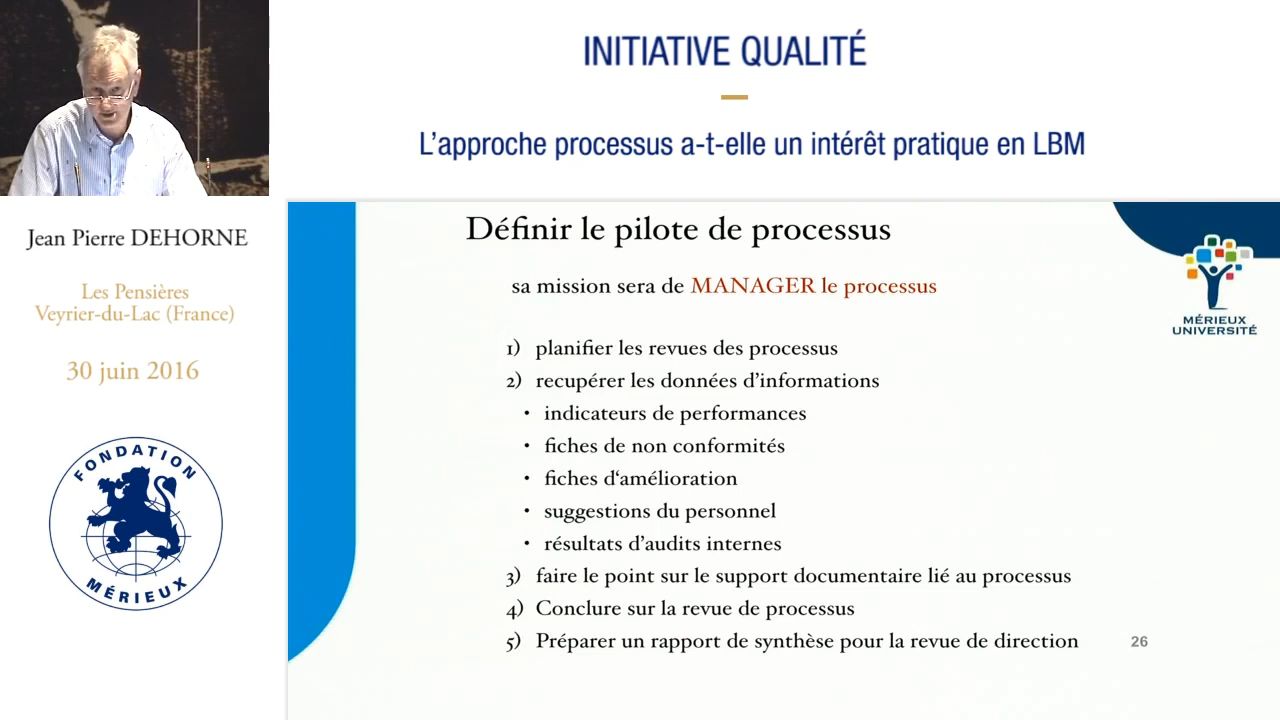 INITIATIVE QUALITÉ
L'approche processus a-t-elle un intérêt pratique en LBM
Jean Pierre DEHORNE
Les Pensières
Veyrier-du-Lac (France)
30 juin 2016
FONDATION
MÉRIEUX
Définir le pilote de processus
sa mission sera de MANAGER le processus
MÉRIEUX
UNIVERSITÉ
1) planifier les revues des processus
2) recupérer les données d'informations
• indicateurs de performances
• fiches de non conformités
• fiches d‘amélioration
• suggestions du personnel
• résultats d'audits internes
3) faire le point sur le support documentaire lié au processus
4) Conclure sur la revue de processus
5) Préparer un rapport de synthèse pour la revue de direction
26